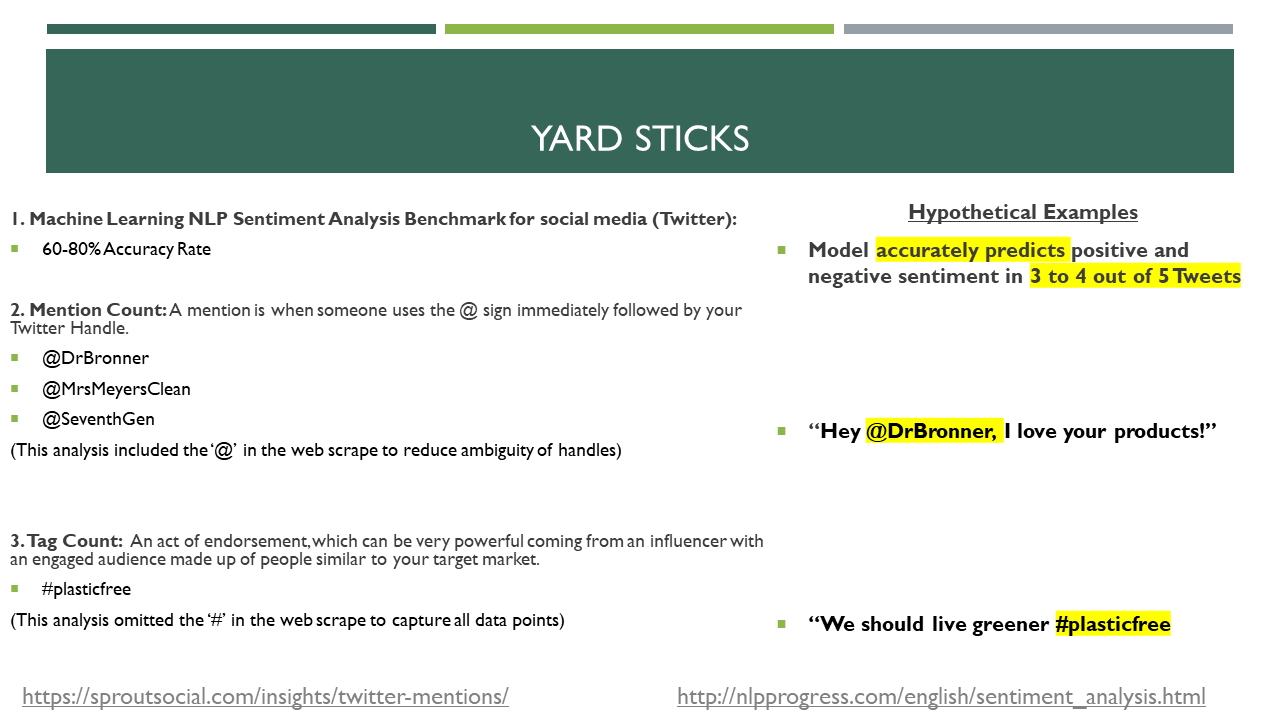 YARD STICKS
1. Machine Learning NLP Sentiment Analysis Benchmark for social media (Twitter):
60-80% Accuracy Rate
2. Mention Count: A mention is when someone uses the @ sign immediately followed by your
Twitter Handle.
@DrBronner
@MrsMeyersClean
@SeventhGen
(This analysis included the ‘@’ in the web scrape to reduce ambiguity of handles)
3. Tag Count: An act of endorsement, which can be very powerful coming from an influencer with
an engaged audience made up of people similar to your target market.
#plasticfree
(This analysis omitted the ‘#’ in the web scrape to capture all data points)
Hypothetical Examples
Model accurately predicts positive and
negative sentiment in 3 to 4 out of 5 Tweets
“Hey @DrBronner, I love your products!”
“We should live greener #plasticfree
https://sproutsocial.com/insights/twitter-mentions/
http://nlpprogress.com/english/sentiment_analysis.html